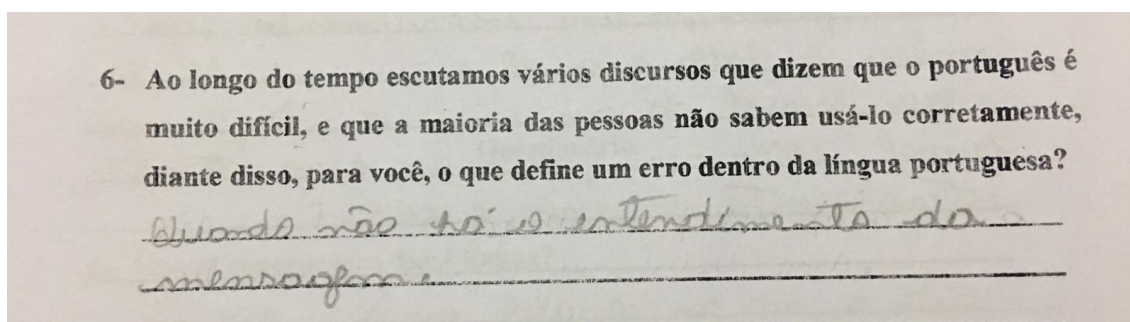 6- Ao longo do tempo escutamos vários discursos que dizem que o português é
muito difícil, e que a maioria das pessoas não sabem usá-lo corretamente,
diante disso, para você, o que define um erro dentro da língua portuguesa?
Quando não há o entendimento da
mensagem.